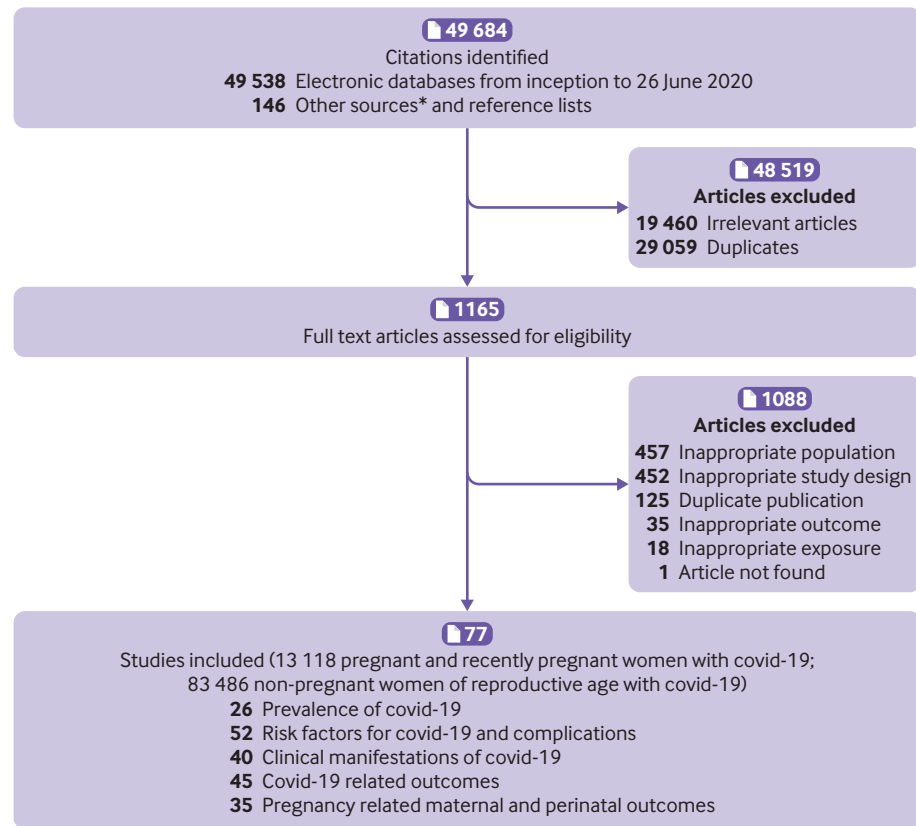 49 684
Citations identified
49 538 Electronic databases from inception to 26 June 2020
146 Other sources* and reference lists
48 519
Articles excluded
19 460 Irrelevant articles
29 059 Duplicates
1165
Full text articles assessed for eligibility
1088
Articles excluded
457 Inappropriate population
452 Inappropriate study design
125 Duplicate publication
35 Inappropriate outcome
18 Inappropriate exposure
1 Article not found
77
Studies included (13 118 pregnant and recently pregnant women with covid-19;
83 486 non-pregnant women of reproductive age with covid-19)
26 Prevalence of covid-19
52 Risk factors for covid-19 and complications
40 Clinical manifestations of covid-19
45 Covid-19 related outcomes
35 Pregnancy related maternal and perinatal outcomes